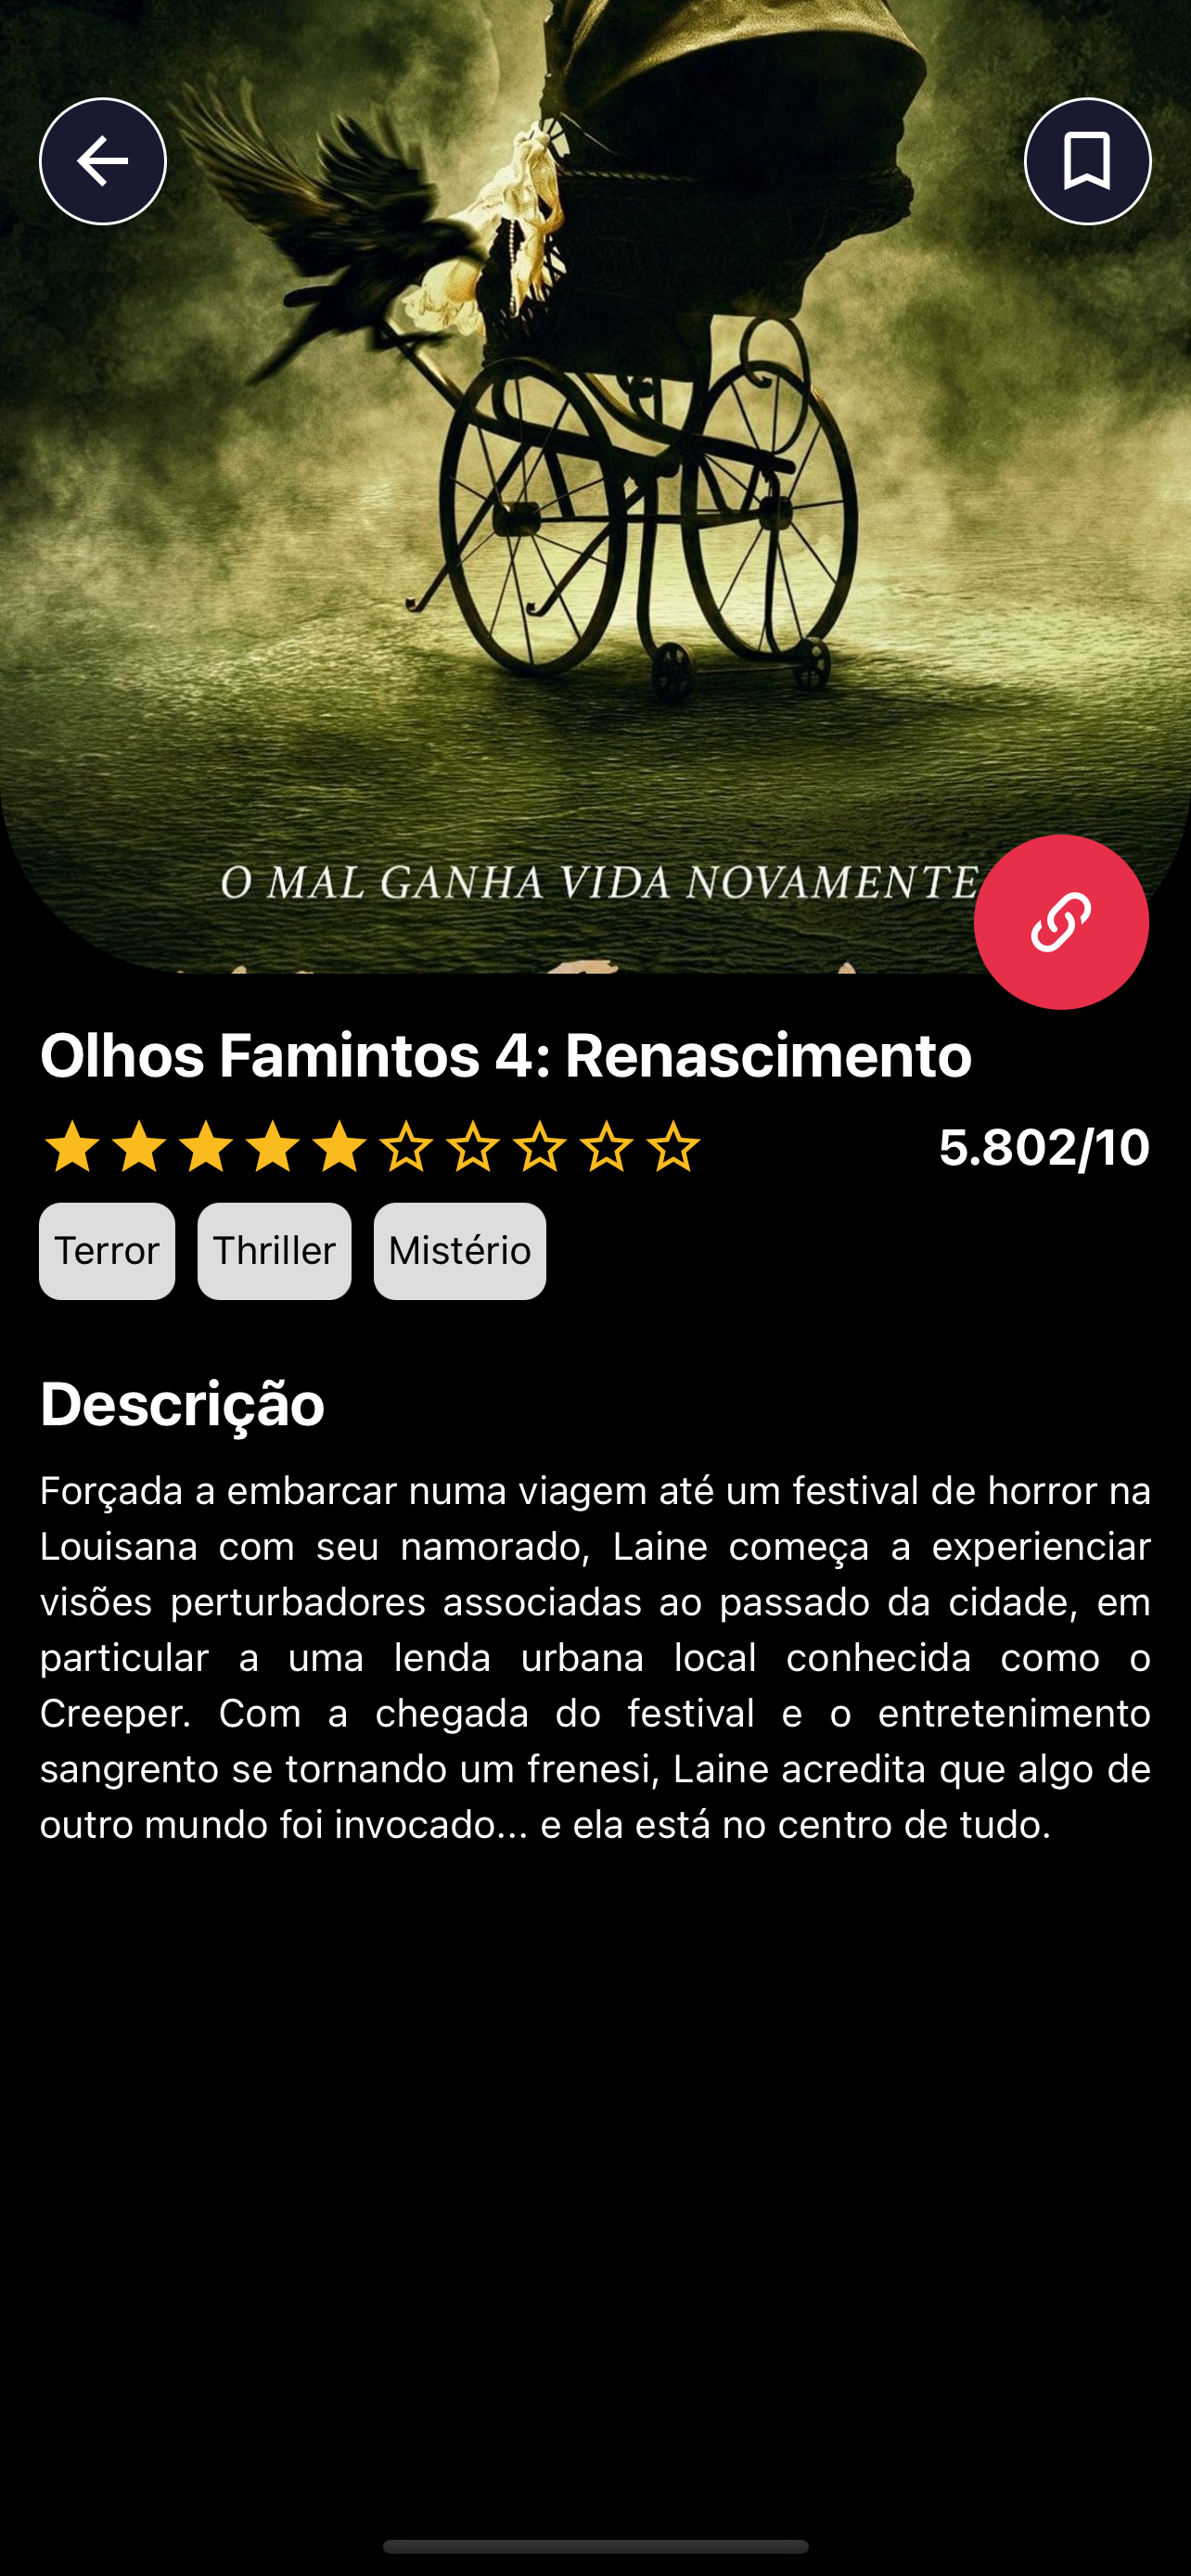 O MAL GANHA VIDA NOVAMENTE
Olhos Famintos 4: Renascimento
5.802/10
Terror Thriller Mistério
Descrição
Forçada a embarcar numa viagem até um festival de horror na
Louisana com seu namorado, Laine começa a experienciar
visões perturbadores associadas ao passado da cidade, em
particular a uma lenda urbana local conhecida como o
Creeper. Com a chegada do festival e o entretenimento
sangrento se tornando um frenesi, Laine acredita que algo de
outro mundo foi invocado... e ela está no centro de tudo.